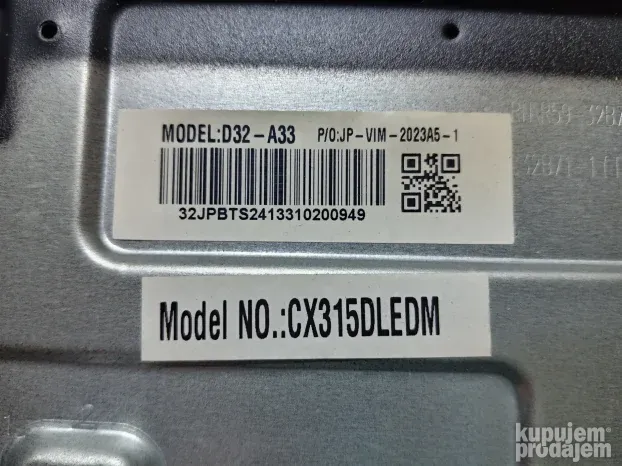 MODEL:D32-A33 P/O:JP-VIM-2023A5-1
32JPBTS2413310200949
Model NO.:CX315DLEDM
kupujem
prodajem